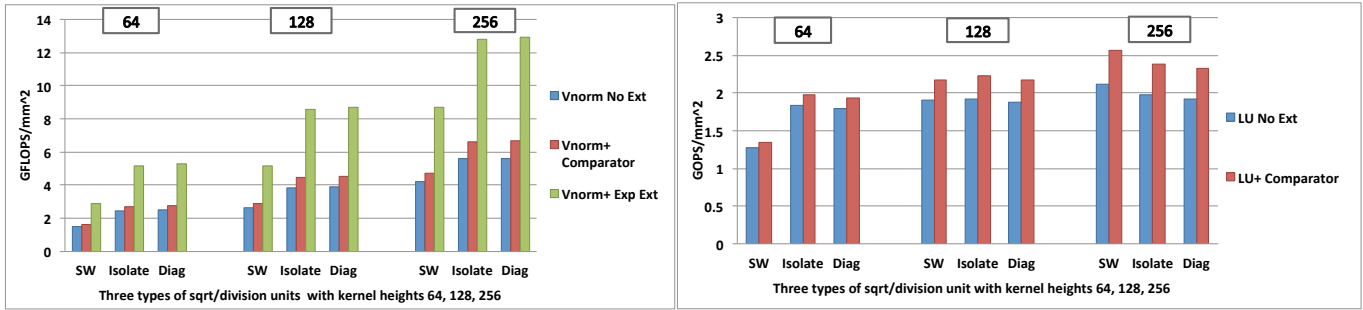 64
128
256
14
12
10
8
6
4
2
0
GFLOPS/mm^2
SW Isolate Diag
SW Isolate Diag
SW Isolate Diag
Three types of sqrt/division units with kernel heights 64, 128, 256
Vnorm No Ext
Vnorm+
Comparator
Vnorm+ Exp Ext
64
128
256
3
2.5
2
1.5
1
0.5
0
GOPS/mm^2
SW Isolate Diag
SW Isolate Diag
SW Isolate Diag
Three types of sqrt/division unit with kernel heights 64, 128, 256
LU No Ext
LU+ Comparator